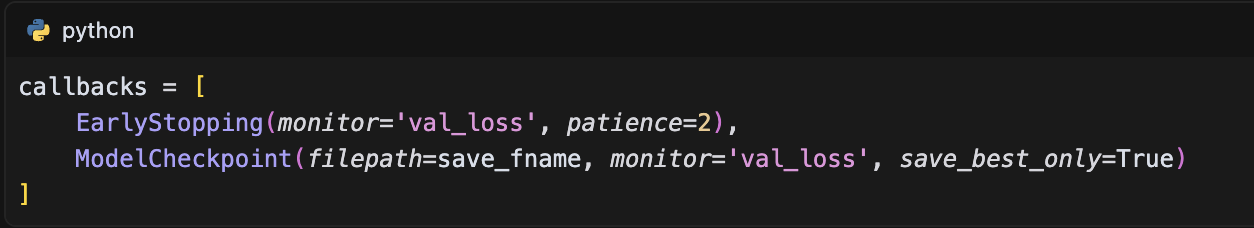 python
callbacks = [
    EarlyStopping(monitor='val_loss', patience=2),
    ModelCheckpoint(filepath=save_fname, monitor='val_loss', save_best_only=True)
]